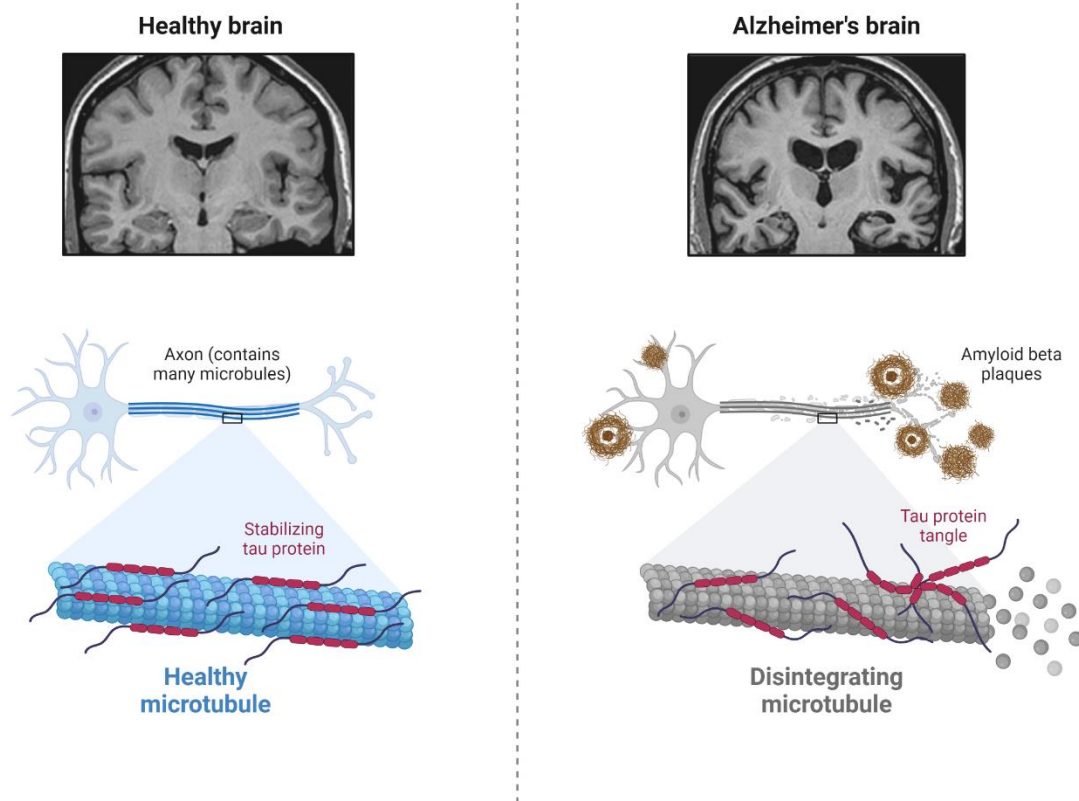 Healthy brain
Axon (contains
many microbules)
Stabilizing
tau protein
Healthy
microtubule
Alzheimer's brain
Amyloid beta
plaques
Tau protein
tangle
Disintegrating
microtubule